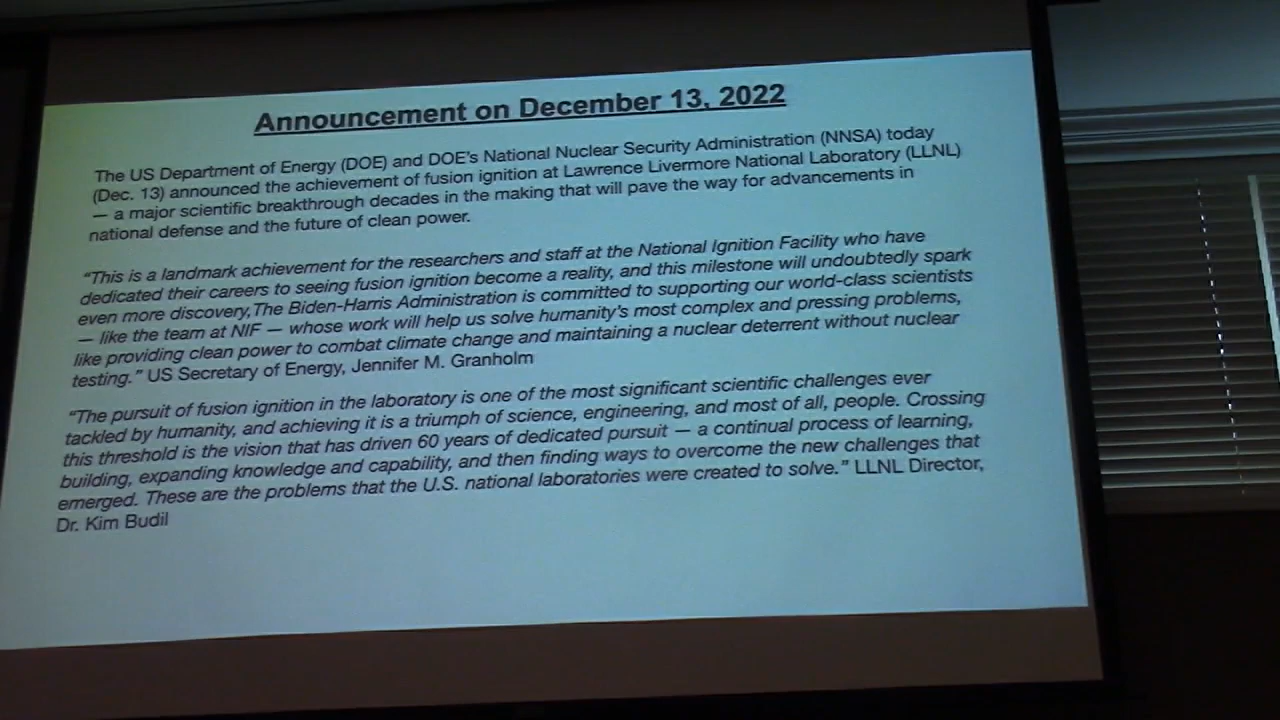 Announcement on December 13, 2022
The US Department of Energy (DOE) and DOE's National Nuclear Security Administration (NNSA) today
(Dec. 13) announced the achievement of fusion ignition at Lawrence Livermore National Laboratory (LLNL)
— a major scientific breakthrough decades in the making that will pave the way for advancements in
national defense and the future of clean power.
“This is a landmark achievement for the researchers and staff at the National Ignition Facility who have
dedicated their careers to seeing fusion ignition become a reality, and this milestone will undoubtedly spark
even more discovery,The Biden-Harris Administration is committed to supporting our world-class scientists
— like the team at NIF — whose work will help us solve humanity's most complex and pressing problems,
like providing clean power to combat climate change and maintaining a nuclear deterrent without nuclear
testing.” US Secretary of Energy, Jennifer M. Granholm
“The pursuit of fusion ignition in the laboratory is one of the most significant scientific challenges ever
tackled by humanity, and achieving it is a triumph of science, engineering, and most of all, people. Crossing
this threshold is the vision that has driven 60 years of dedicated pursuit — a continual process of learning,
building, expanding knowledge and capability, and then finding ways to overcome the new challenges that
emerged. These are the problems that the U.S. national laboratories were created to solve.” LLNL Director,
Dr. Kim Budil